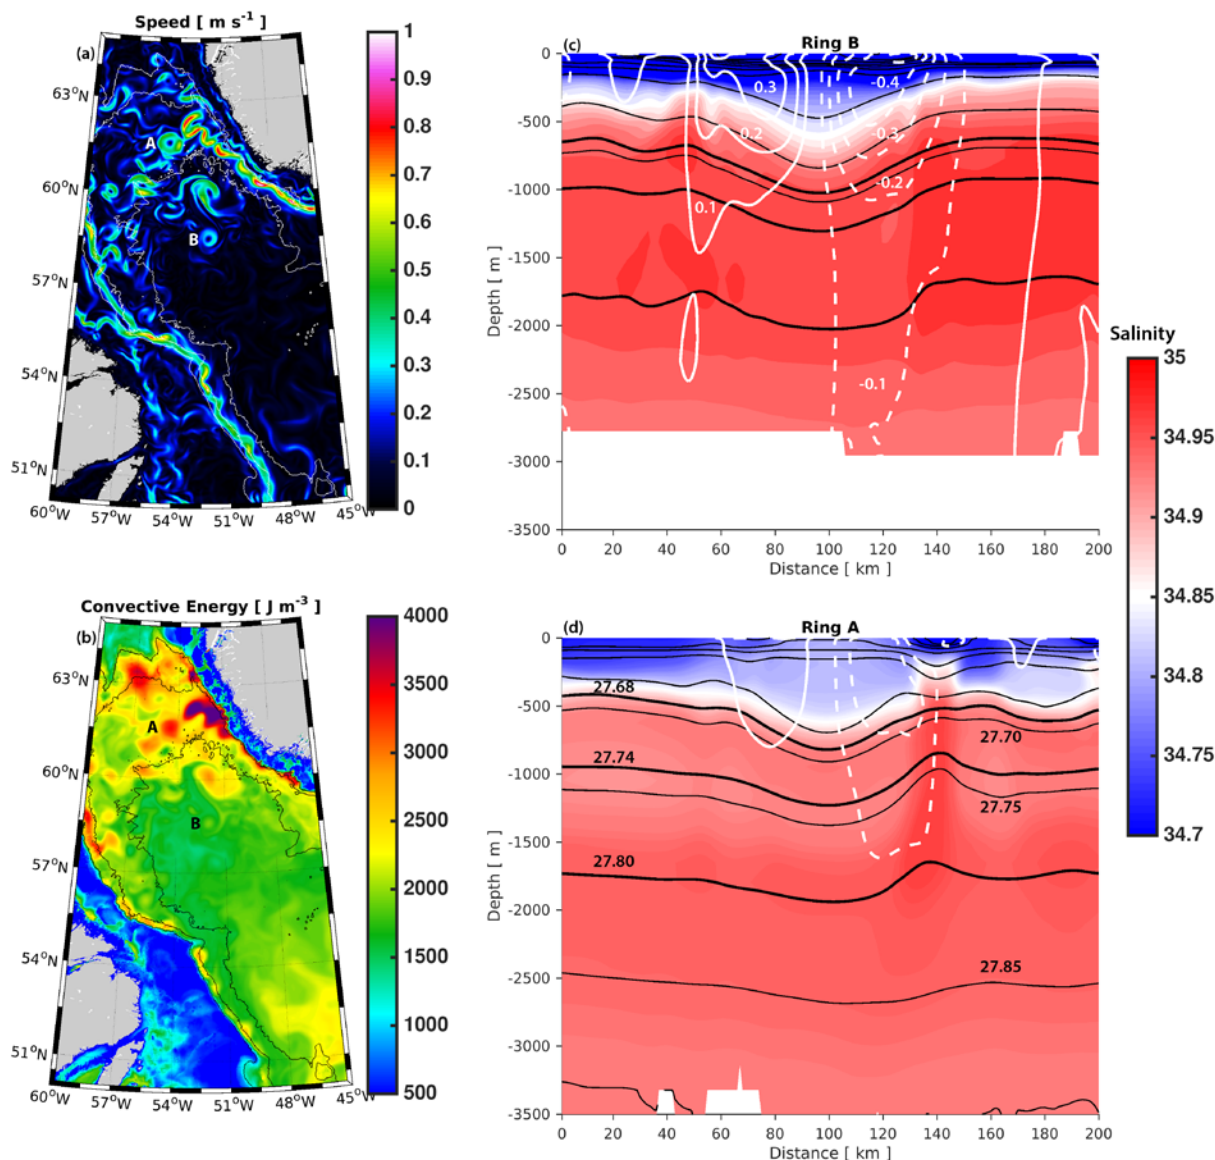 Speed [ m s-1 ]
(a)
63°N
60°N
57°N
54°N
51°N
60°W
57°W
54°W
51°W
48°W
45°W
A
B
1
0.9
0.8
0.7
0.6
0.5
0.4
0.3
0.2
0.1
0
(c)
Ring B
0
-500
-1000
-1500
-2000
-2500
-3000
-3500
Depth [ m ]
0.3
0.2
0.1
-0.4
-0.3
-0.2
-0.1
0 20 40 60 80 100 120 140 160 180 200
Distance [ km ]
Convective Energy [ J m-3 ]
(b)
63°N
60°N
57°N
54°N
51°N
60°W
57°W
54°W
51°W
48°W
45°W
A
B
4000
3500
3000
2500
2000
1500
1000
500
(d)
Ring A
0
-500
-1000
-1500
-2000
-2500
-3000
-3500
Depth [ m ]
27.68
27.70
27.74
27.75
27.80
27.85
0 20 40 60 80 100 120 140 160 180 200
Distance [ km ]
Salinity
35
34.95
34.9
34.85
34.8
34.75
34.7